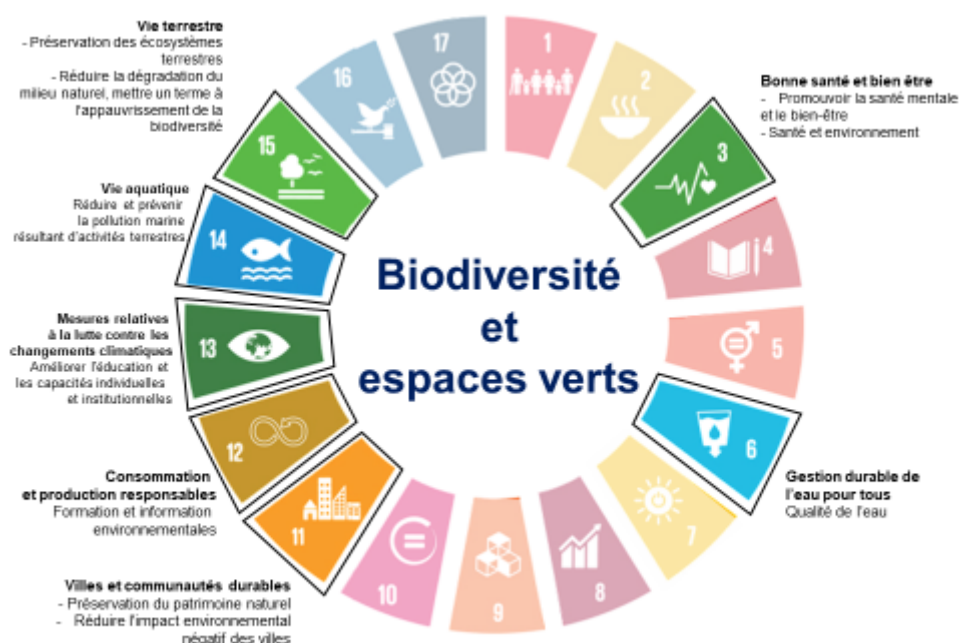 Vie terrestre
- Préservation des écosystèmes
terrestres
- Réduire la dégradation du
milieu naturel, mettre un terme à
l'appauvrissement de la
biodiversité
Vie aquatique
Réduire et prévenir
la pollution marine
résultant d'activités terrestres
Mesures relatives
à la lutte contre les
changements climatiques
Améliorer l'éducation et
les capacités individuelles
et institutionnelles
Consommation
et production responsables
Formation et information
environnementales
Villes et communautés durables
- Préservation du patrimoine naturel
- Réduire l'impact environnemental
négatif des villes
Biodiversité
et
espaces verts
1
2
3
4
5
6
7
8
9
10
11
12
13
14
15
16
17
Bonne santé et bien être
- Promouvoir la santé mentale
et le bien-être
- Santé et environnement
Gestion durable de
l'eau pour tous
Qualité de l'eau